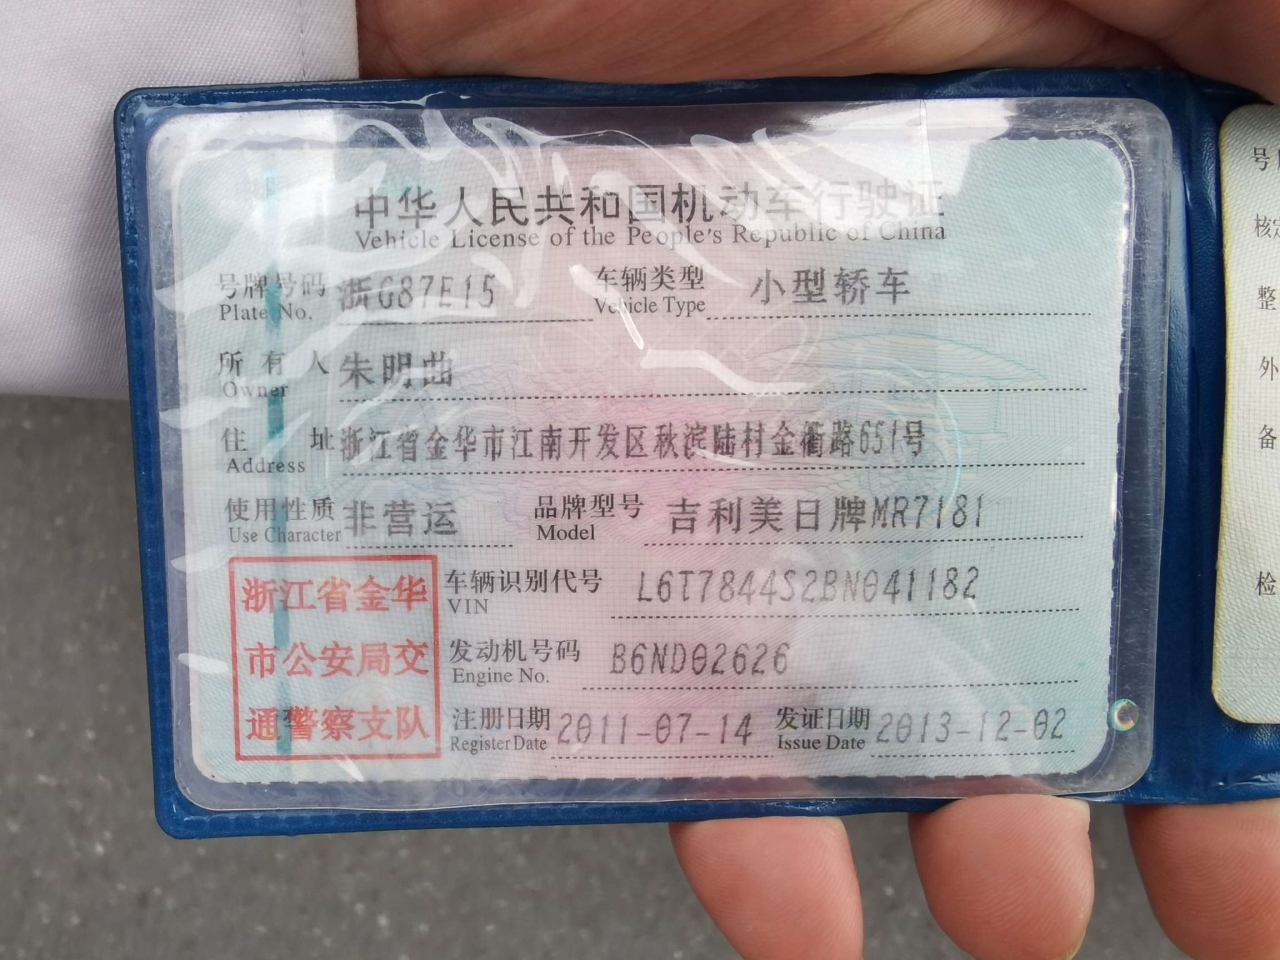 中华人民共和国机动车行驶证
Vehicle License of the People's Republic of China
号牌号码 浙G87E15 车辆类型 小型轿车
Plate No. Vehicle Type
所有人 朱明曲
Owner
住址 浙江省金华市江南开发区秋滨陆村金衢路651号
Address
使用性质 非营运 品牌型号 吉利美日牌MR7181
Use Character Model
浙江省金华
市公安局交
通警察支队
车辆识别代号 L6T7844S2BN041182
VIN
发动机号码 B6ND02626
Engine No.
注册日期 2011-07-14 发证日期 2013-12-02
Register Date Issue Date
号
核
整
外
备
检